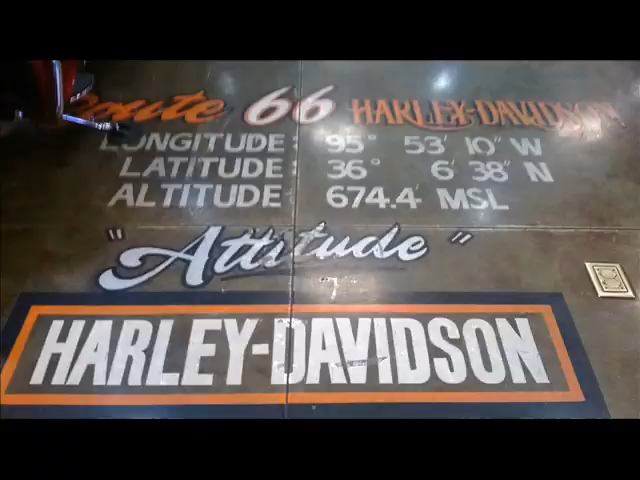 Route 66 HARLEY-DAVIDSON
LONGITUDE: 95° 53' 10" W
LATITUDE: 36° 6' 38" N
ALTITUDE: 674.4' MSL
"Attitude"
HARLEY-DAVIDSON